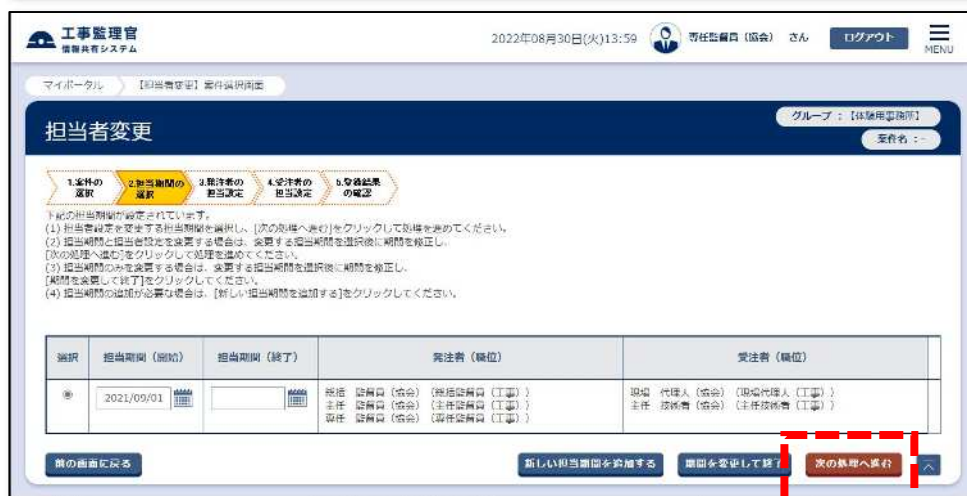 工事監理官
情報共有システム
2022年08月30日(火)13:59
専任監督員（協会） さん
ログアウト
MENU
マイポータル
【担当者変更】案件選択画面
担当者変更
グループ：【体験用事務所】
案件名：-
1.案件の
選択
2.担当期間の
選択
3.発注者の
担当設定
4.受注者の
担当設定
5.登録結果
の確認
下記の担当期間が設定されています。
(1) 担当者設定を変更する担当期間を選択し、[次の処理へ進む]をクリックして処理を進めてください。
(2) 担当期間と担当者設定を変更する場合は、変更する担当期間を選択後に期間を修正し、
[次の処理へ進む]をクリックして処理を進めてください。
(3) 担当期間のみを変更する場合は、変更する担当期間を選択後に期間を修正し、
[期間を変更して終了]をクリックしてください。
(4) 担当期間の追加が必要な場合は、[新しい担当期間を追加する]をクリックしてください。
選択 担当期間（開始） 担当期間（終了） 発注者（職位） 受注者（職位）
2021/09/01
総括 監督員（協会）（総括監督員（工事））
主任 監督員（協会）（主任監督員（工事））
専任 監督員（協会）（専任監督員（工事））
現場 代理人（協会）（現場代理人（工事））
主任 技術者（協会）（主任技術者（工事））
前の画面に戻る
新しい担当期間を追加する
期間を変更して終了
次の処理へ進む